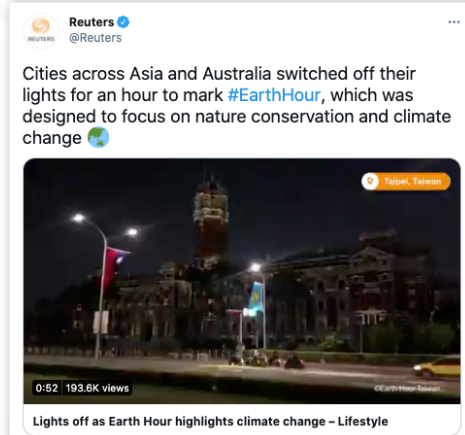 Reuters
@Reuters
REUTERS
Cities across Asia and Australia switched off their
lights for an hour to mark #EarthHour, which was
designed to focus on nature conservation and climate
change
Taipei, Taiwan
0:52 193.6K views
©Earth Hour Taiwan
Lights off as Earth Hour highlights climate change – Lifestyle